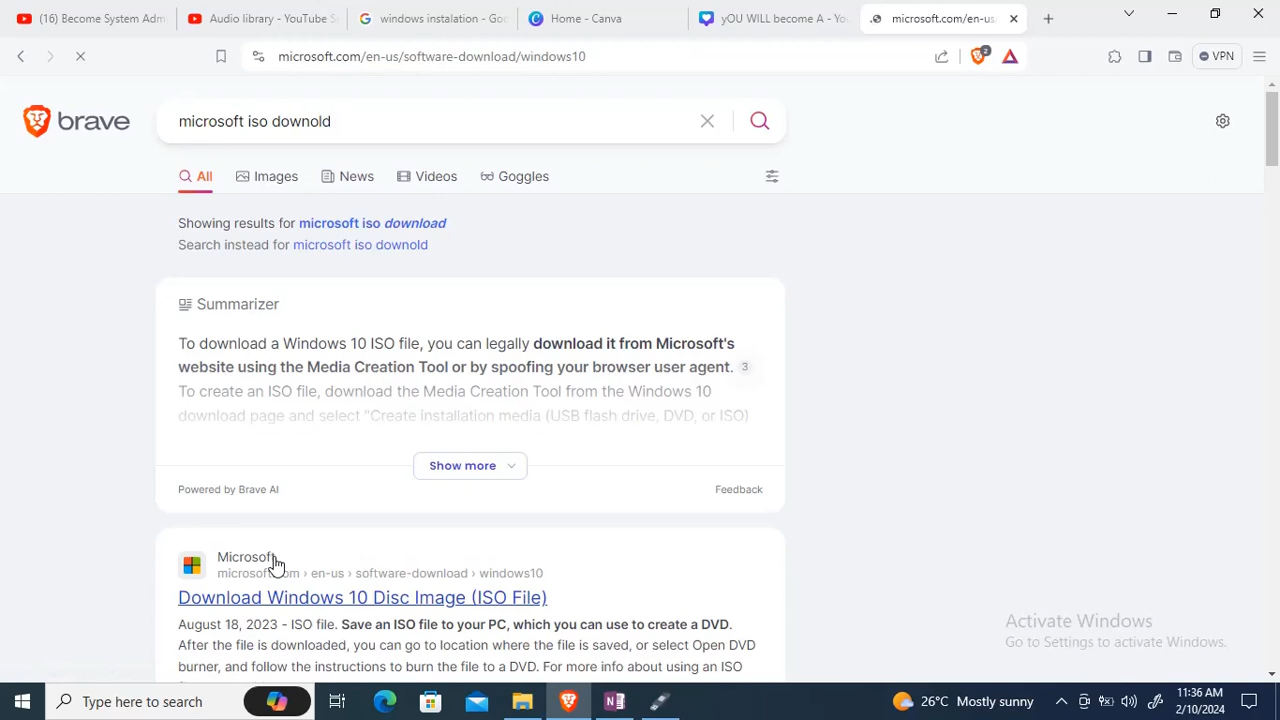 (16) Become System Adm
Audio library - YouTube S
windows instalation - Goo
Home - Canva
yOU WILL become A - You
microsoft.com/en-us
microsoft.com/en-us/software-download/windows10
2
VPN
brave
microsoft iso downold
All
Images
News
Videos
Goggles
Showing results for microsoft iso download
Search instead for microsoft iso downold
Summarizer
To download a Windows 10 ISO file, you can legally download it from Microsoft's
website using the Media Creation Tool or by spoofing your browser user agent. 3
To create an ISO file, download the Media Creation Tool from the Windows 10
download page and select "Create installation media (USB flash drive, DVD, or ISO)
Show more
Powered by Brave AI
Feedback
Microsoft
microsoft.com › en-us › software-download › windows10
Download Windows 10 Disc Image (ISO File)
August 18, 2023 - ISO file. Save an ISO file to your PC, which you can use to create a DVD.
After the file is downloaded, you can go to location where the file is saved, or select Open DVD
burner, and follow the instructions to burn the file to a DVD. For more info about using an ISO
Activate Windows
Go to Settings to activate Windows.
Type here to search
26°C Mostly sunny
11:36 AM
2/10/2024